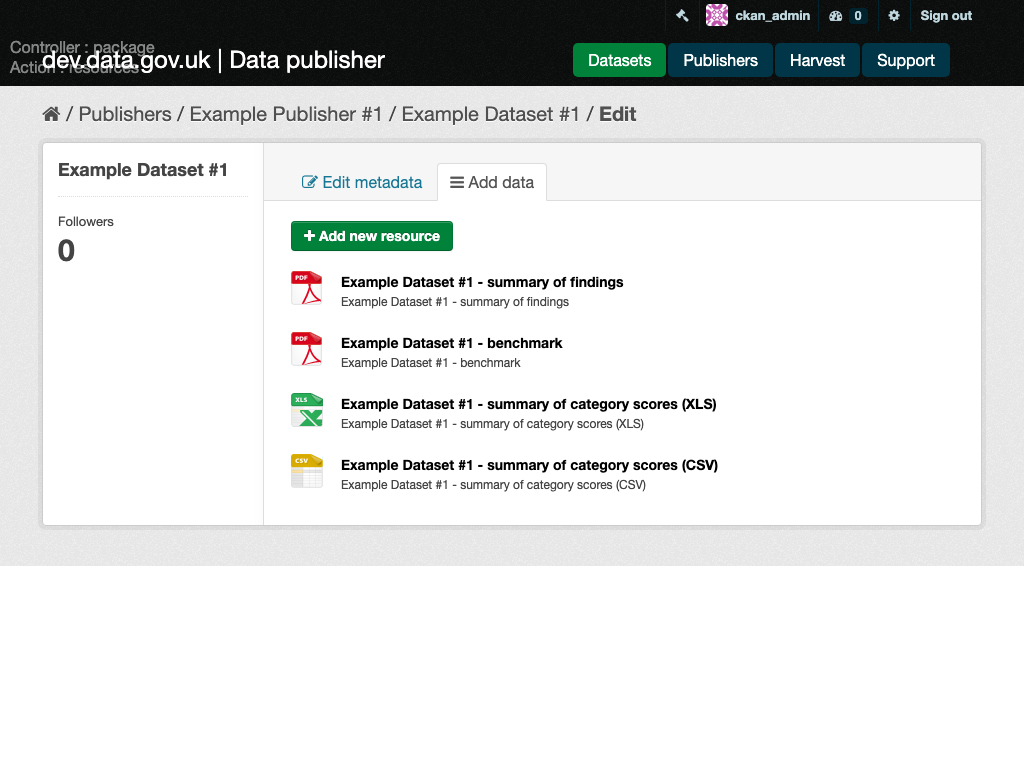 ckan_admin 0 Sign out
Controller : package
Action : resources
dev.data.gov.uk | Data publisher
Datasets Publishers Harvest Support
/ Publishers / Example Publisher #1 / Example Dataset #1 / Edit
Example Dataset #1
Followers
0
Edit metadata Add data
Add new resource
PDF
Example Dataset #1 - summary of findings
Example Dataset #1 - summary of findings
PDF
Example Dataset #1 - benchmark
Example Dataset #1 - benchmark
XLS
Example Dataset #1 - summary of category scores (XLS)
Example Dataset #1 - summary of category scores (XLS)
CSV
Example Dataset #1 - summary of category scores (CSV)
Example Dataset #1 - summary of category scores (CSV)